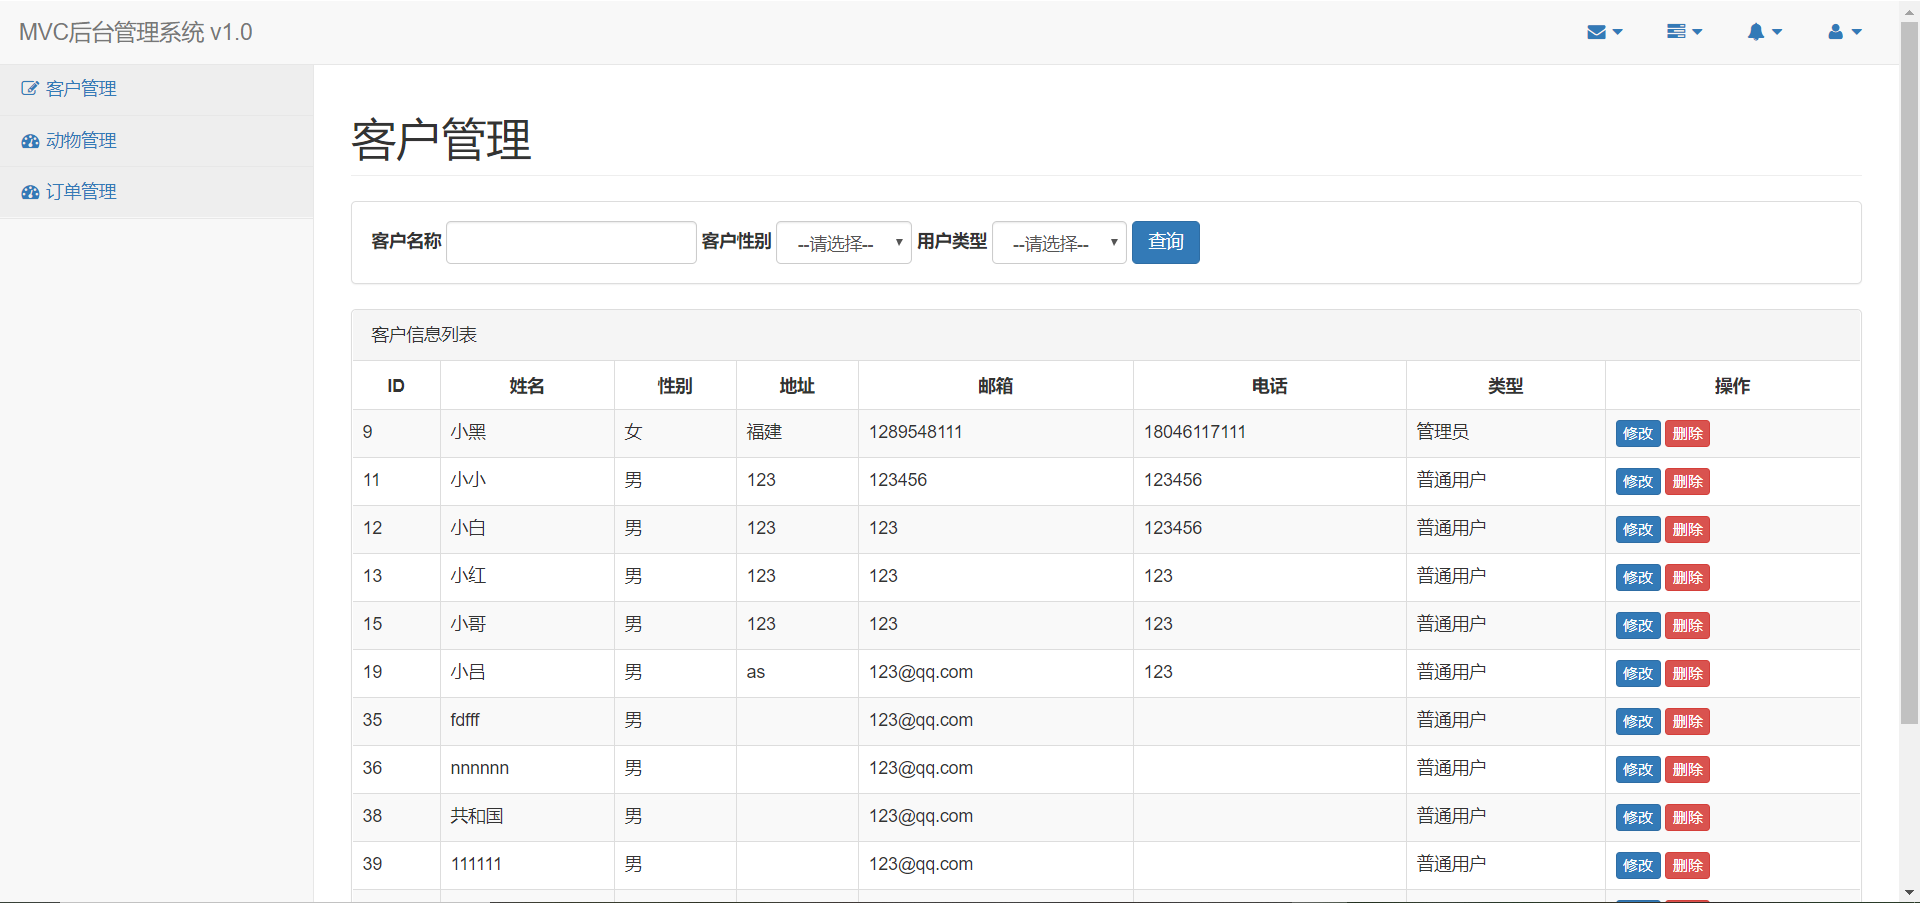 MVC后台管理系统 v1.0
客户管理
动物管理
订单管理
客户管理
客户名称 客户性别 --请选择-- 用户类型 --请选择-- 查询
客户信息列表
ID 姓名 性别 地址 邮箱 电话 类型 操作
9 小黑 女 福建 1289548111 18046117111 管理员 修改 删除
11 小小 男 123 123456 123456 普通用户 修改 删除
12 小白 男 123 123 123456 普通用户 修改 删除
13 小红 男 123 123 123 普通用户 修改 删除
15 小哥 男 123 123 123 普通用户 修改 删除
19 小吕 男 as 123@qq.com 123 普通用户 修改 删除
35 fdfff 男 123@qq.com 普通用户 修改 删除
36 nnnnnn 男 123@qq.com 普通用户 修改 删除
38 共和国 男 123@qq.com 普通用户 修改 删除
39 111111 男 123@qq.com 普通用户 修改 删除